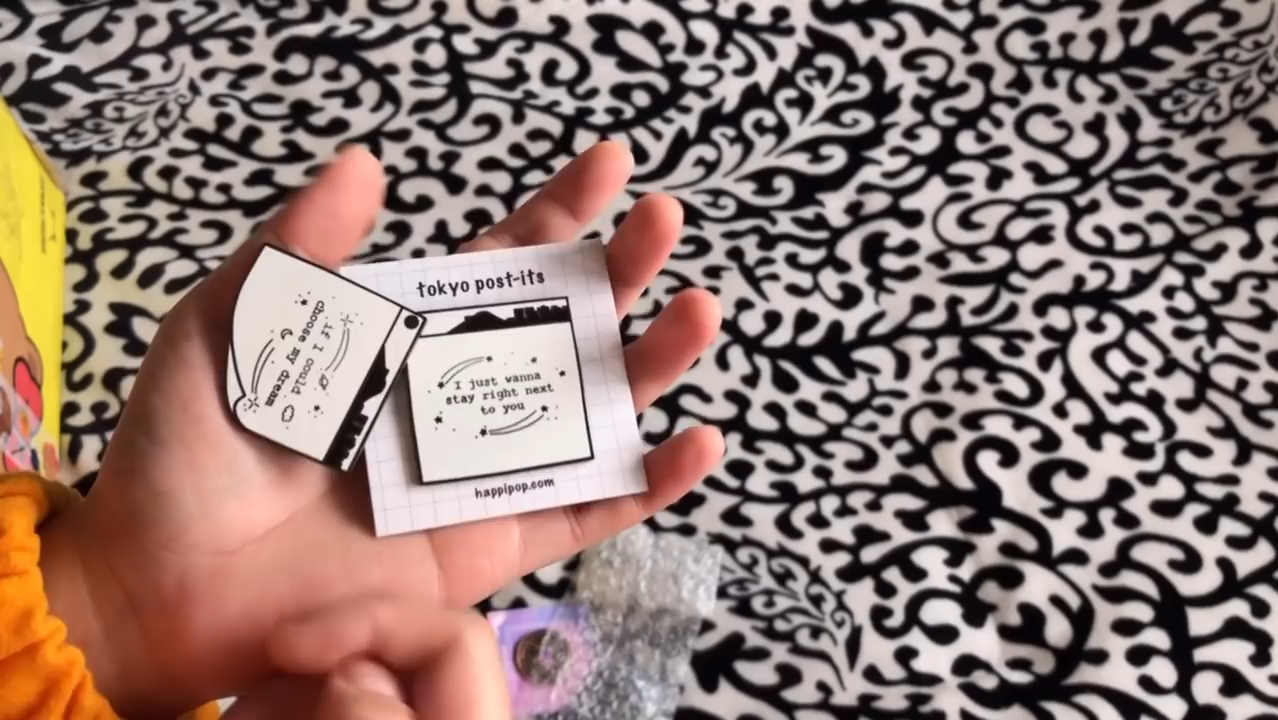 tokyo post-its
I just wanna
stay right next
to you
happipop.com
if I could
choose my dream